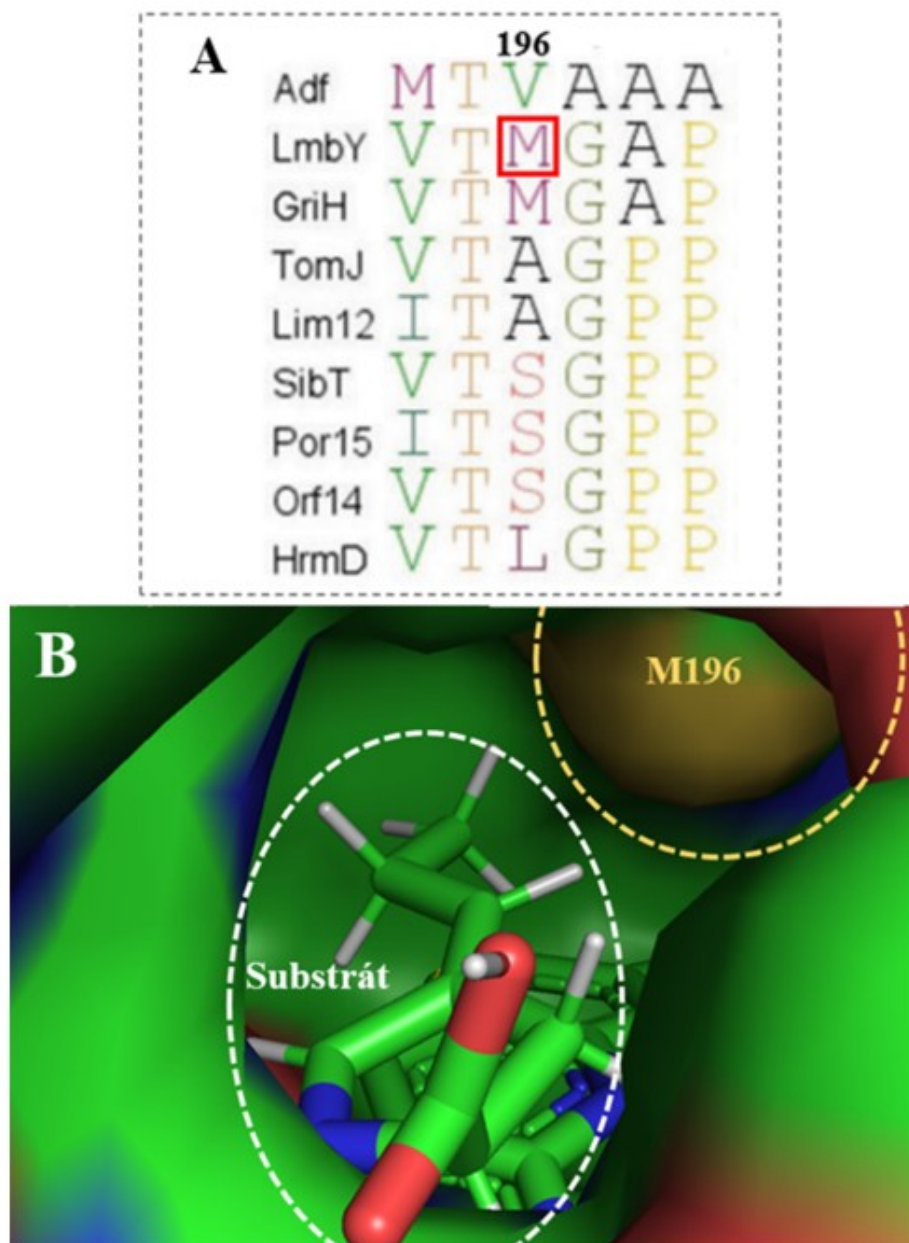 A
196
Adf M T V A A A
LmbY V T M G A P
GriH V T M G A P
TomJ V T A G P P
Lim12 I T A G P P
SibT V T S G P P
Por15 I T S G P P
Orf14 V T S G P P
HrmD V T L G P P
B
M196
Substrát